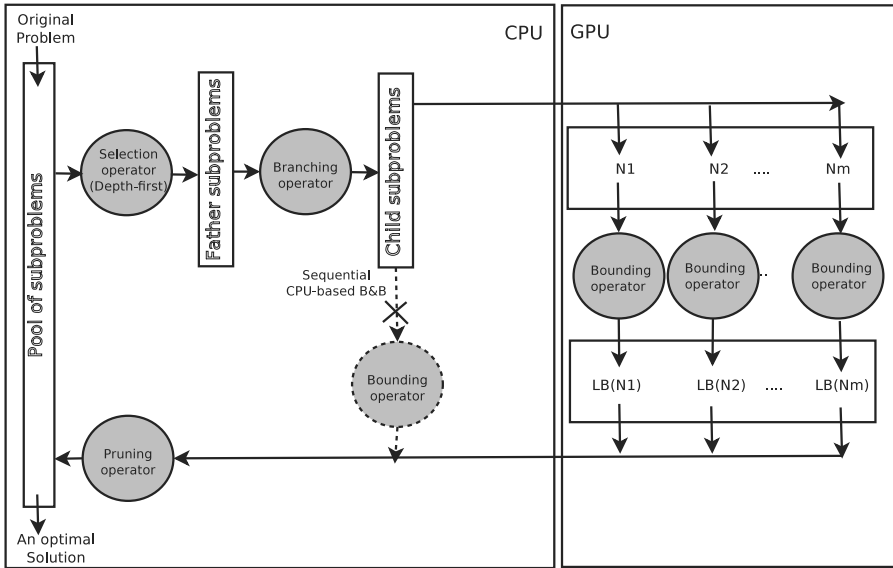 Original
Problem
CPU
GPU
Pool of subproblems
Selection
operator
(Depth-first)
Father subproblems
Branching
operator
Child subproblems
N1
N2
....
Nm
Bounding
operator
Bounding
operator
..
Bounding
operator
Sequential
CPU-based B&B
Bounding
operator
LB(N1)
LB(N2)
....
LB(Nm)
Pruning
operator
An optimal
Solution